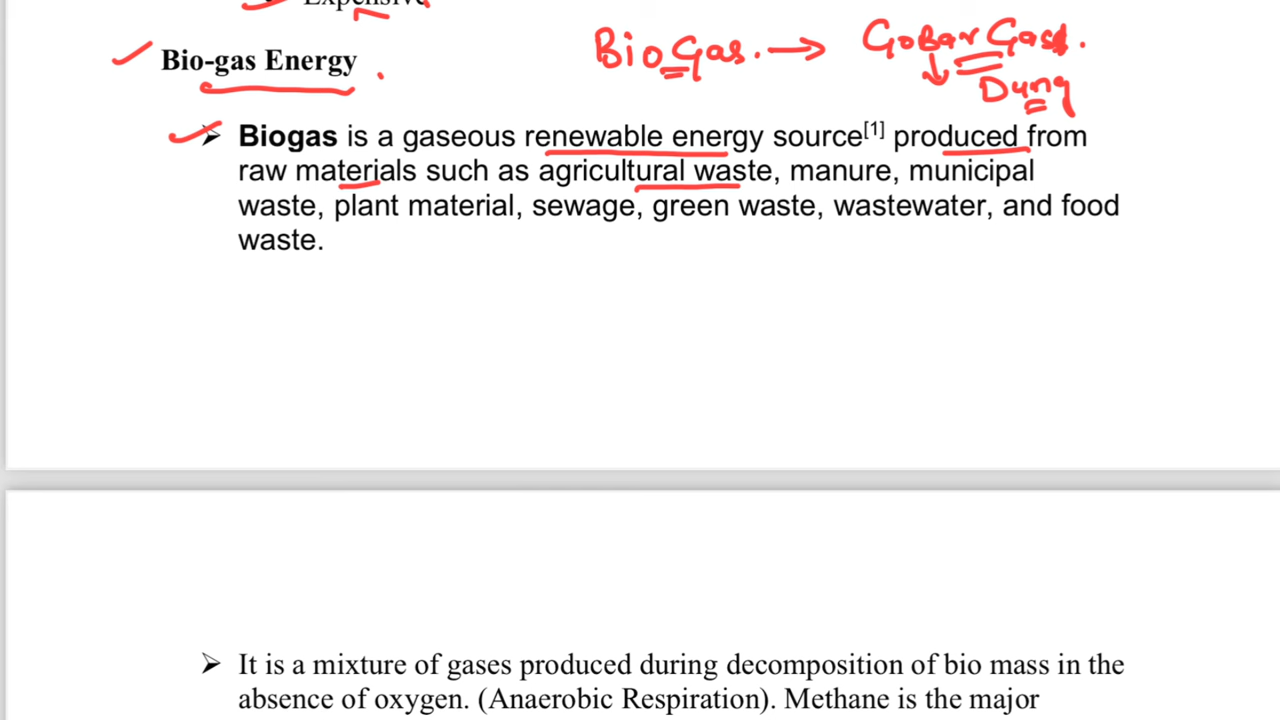 Expensive
Bio-gas Energy
BioGas. → GoBar Gas.
↓
Dung
➢ Biogas is a gaseous renewable energy source[1] produced from
raw materials such as agricultural waste, manure, municipal
waste, plant material, sewage, green waste, wastewater, and food
waste.
➢ It is a mixture of gases produced during decomposition of bio mass in the
absence of oxygen. (Anaerobic Respiration). Methane is the major